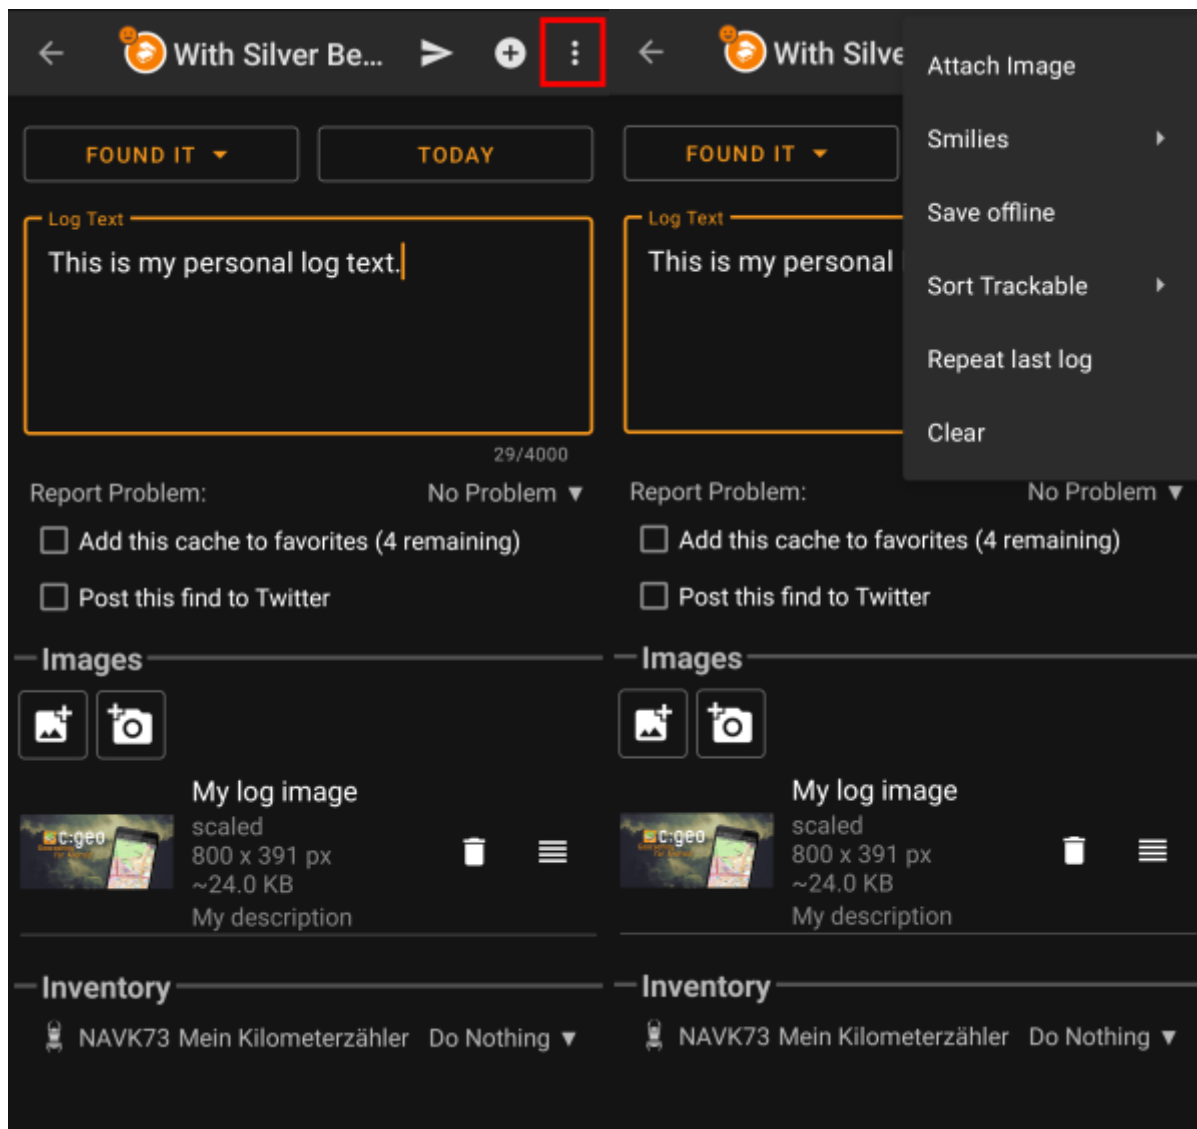 With Silver Be...
FOUND IT
TODAY
Log Text
This is my personal log text.
29/4000
Report Problem:
No Problem
Add this cache to favorites (4 remaining)
Post this find to Twitter
Images
c:geo
My log image
scaled
800 x 391 px
~24.0 KB
My description
Inventory
NAVK73 Mein Kilometerzähler
Do Nothing
With Silve
Attach Image
Smilies
Save offline
Sort Trackable
Repeat last log
Clear
FOUND IT
Log Text
This is my personal
Report Problem:
No Problem
Add this cache to favorites (4 remaining)
Post this find to Twitter
Images
c:geo
My log image
scaled
800 x 391 px
~24.0 KB
My description
Inventory
NAVK73 Mein Kilometerzähler
Do Nothing